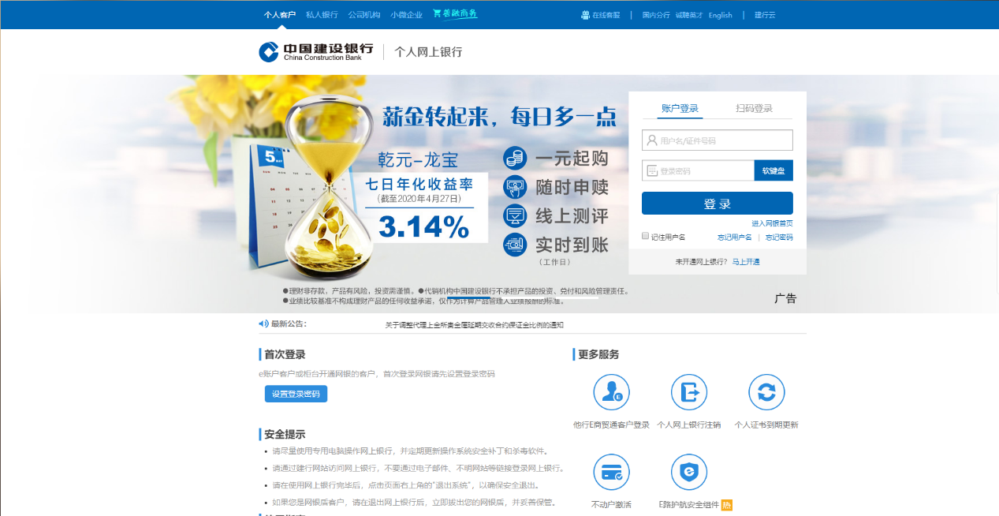 个人客户 私人银行 公司机构 小微企业 善融商务 在线客服 | 国内分行 诚聘英才 English | 建行云
中国建设银行 个人网上银行
China Construction Bank
薪金转起来，每日多一点
乾元-龙宝
七日年化收益率
(截至2020年4月27日)
3.14%
一元起购
随时申赎
线上测评
实时到账
（工作日）
5
账户登录 扫码登录
用户名/证件号码
登录密码 软键盘
登录
进入网银首页
记住用户名 忘记用户名 | 忘记密码
未开通网上银行？ 马上开通
●理财非存款，产品有风险，投资需谨慎。●代销机构中国建设银行不承担产品的投资、兑付和风险管理责任。
●业绩比较基准不构成理财产品的任何收益承诺，仅作为计算产品管理人业绩报酬的标准。
广告
最新公告： 关于调整代理上金所贵金属延期交收合约保证金比例的通知
首次登录
e账户客户或柜台开通网银的客户，首次登录网银请先设置登录密码
设置登录密码
安全提示
• 请尽量使用专用电脑操作网上银行，并定期更新操作系统安全补丁和杀毒软件。
• 请通过建行网站访问网上银行，不要通过电子邮件、不明网站等链接登录网上银行。
• 请在使用网上银行完毕后，点击页面右上角的"退出系统"，以确保安全退出。
• 如果您是网银盾客户，请在退出网上银行后，立即拔出您的网银盾，并妥善保管。
更多服务
他行E商贸通客户登录 个人网上银行注销 个人证书到期更新
不动户激活 E路护航安全组件 热